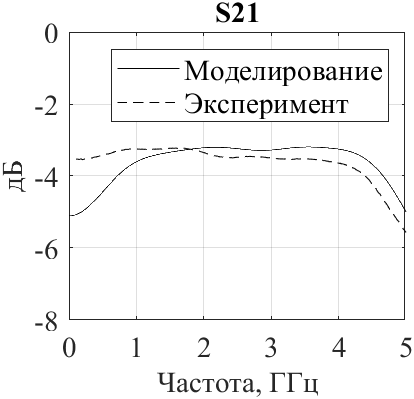 S21
Моделирование
Эксперимент
дБ
0
-2
-4
-6
-8
0 1 2 3 4 5
Частота, ГГц